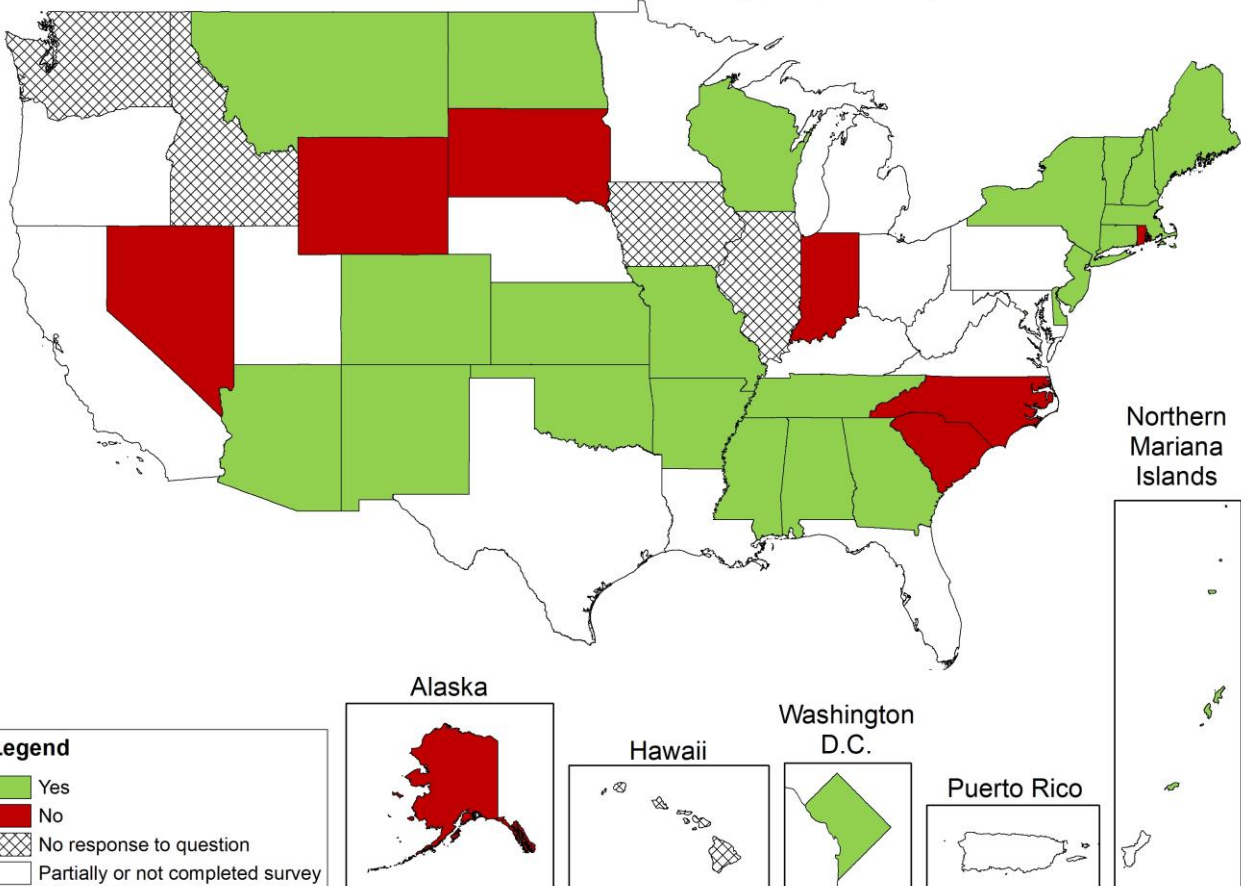 Northern
Mariana
Islands
Alaska
Hawaii
Washington
D.C.
Puerto Rico
Legend
Yes
No
No response to question
Partially or not completed survey